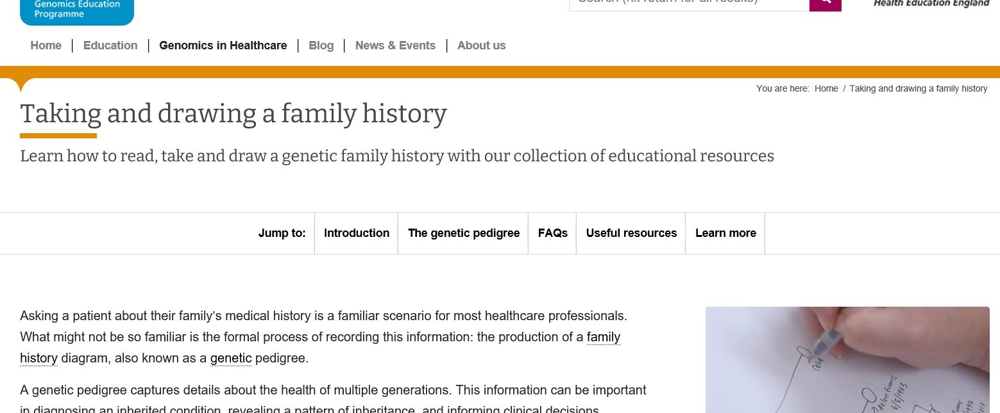 Genomics Education
Programme
Search (hit return for all results)
Health Education England
Home
Education
Genomics in Healthcare
Blog
News & Events
About us
You are here: Home / Taking and drawing a family history
Taking and drawing a family history
Learn how to read, take and draw a genetic family history with our collection of educational resources
Jump to:
Introduction
The genetic pedigree
FAQs
Useful resources
Learn more
Asking a patient about their family’s medical history is a familiar scenario for most healthcare professionals.
What might not be so familiar is the formal process of recording this information: the production of a family
history diagram, also known as a genetic pedigree.
A genetic pedigree captures details about the health of multiple generations. This information can be important
in diagnosing an inherited condition, revealing a pattern of inheritance, and informing clinical decisions.
Celia
Helen Evans
6/5/1963